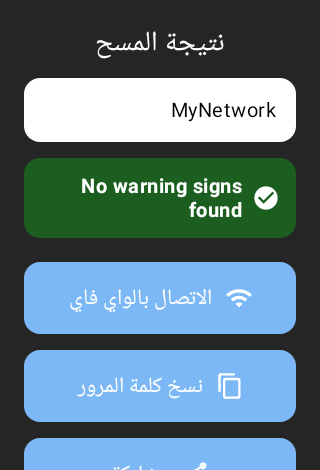 نتيجة المسح
MyNetwork
No warning signs
found
الاتصال بالواي فاي
نسخ كلمة المرور